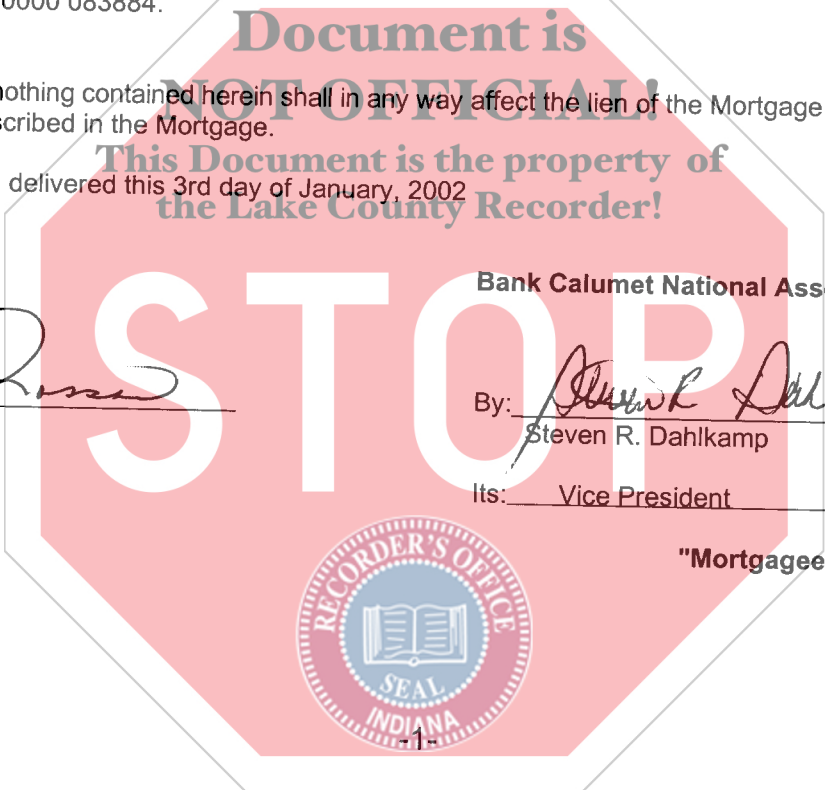 0000 083884.
Document is
NOT OFFICIAL!
nothing contained herein shall in any way affect the lien of the Mortgage
scribed in the Mortgage.
This Document is the property of
delivered this 3rd day of January, 2002
the Lake County Recorder!
STOP
Bank Calumet National Ass
By:
Steven R. Dahlkamp
Its: Vice President
"Mortgagee
RECORDER'S OFFICE
SEAL
INDIANA
-1-